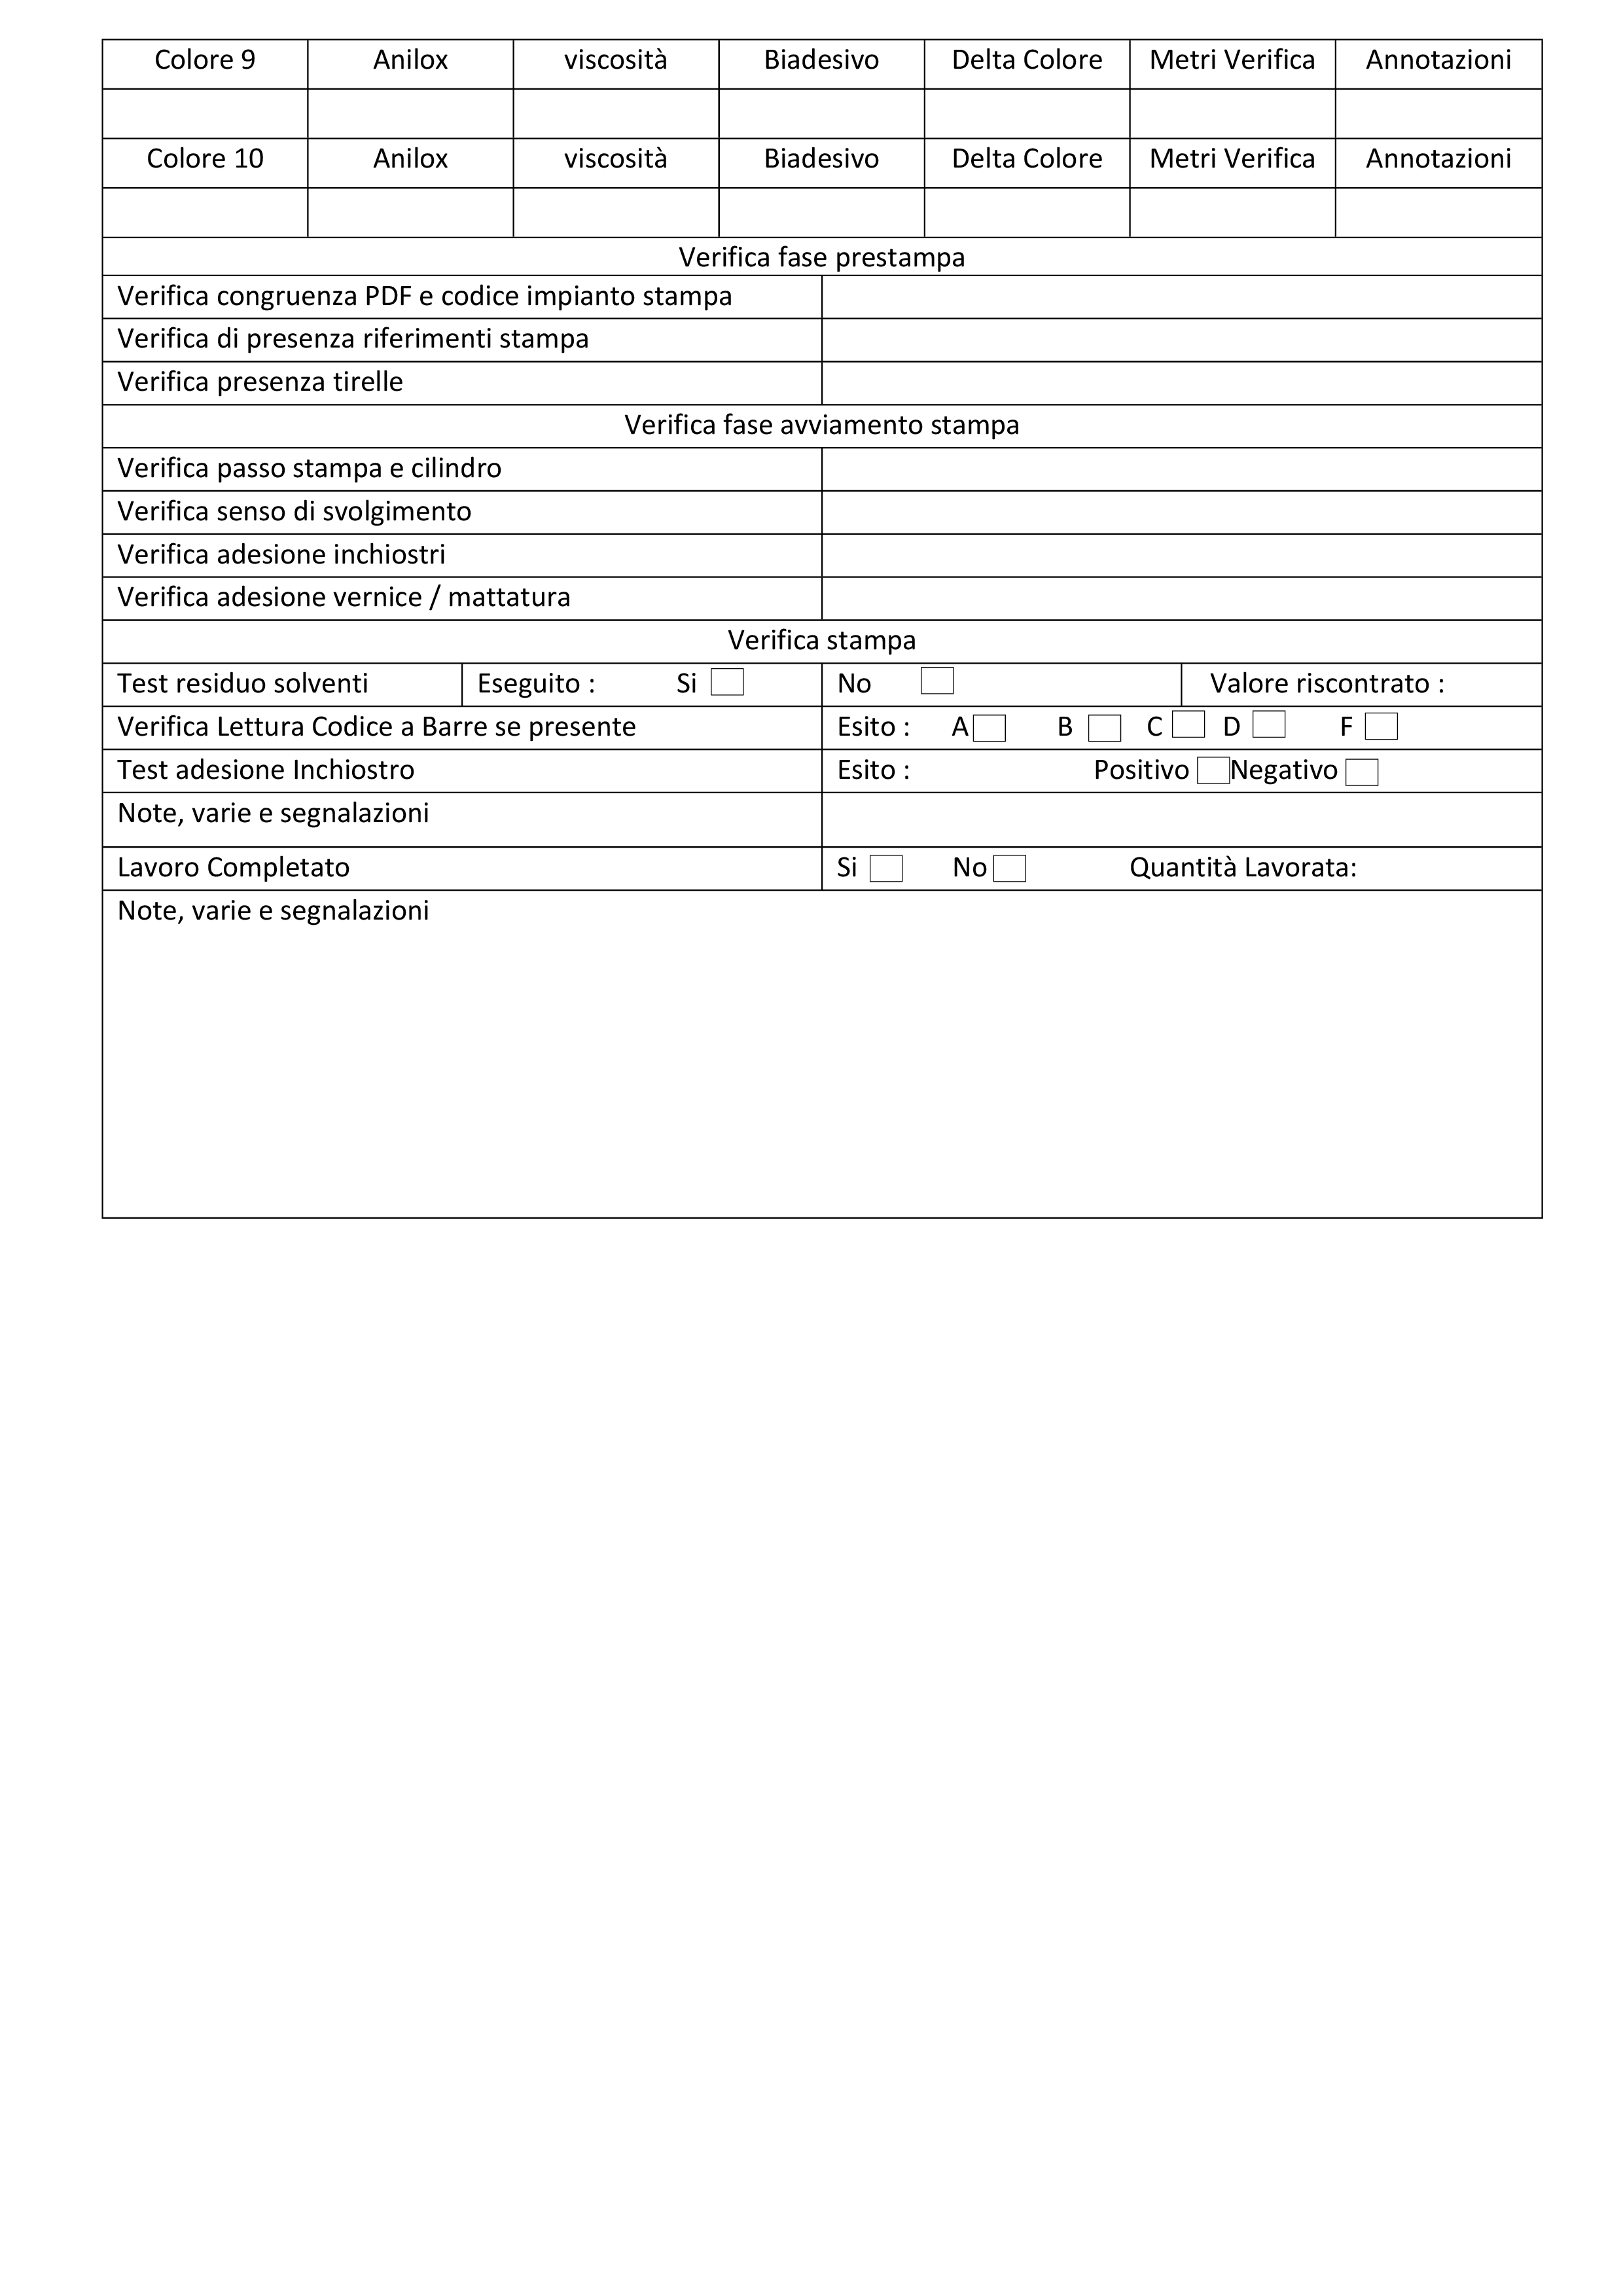 Colore 9 Anilox viscosità Biadesivo Delta Colore Metri Verifica Annotazioni
Colore 10 Anilox viscosità Biadesivo Delta Colore Metri Verifica Annotazioni
Verifica fase prestampa
Verifica congruenza PDF e codice impianto stampa
Verifica di presenza riferimenti stampa
Verifica presenza tirelle
Verifica fase avviamento stampa
Verifica passo stampa e cilindro
Verifica senso di svolgimento
Verifica adesione inchiostri
Verifica adesione vernice / mattatura
Verifica stampa
Test residuo solventi Eseguito : Si No Valore riscontrato :
Verifica Lettura Codice a Barre se presente Esito : A B C D F
Test adesione Inchiostro Esito : Positivo Negativo
Note, varie e segnalazioni
Lavoro Completato Si No Quantità Lavorata:
Note, varie e segnalazioni